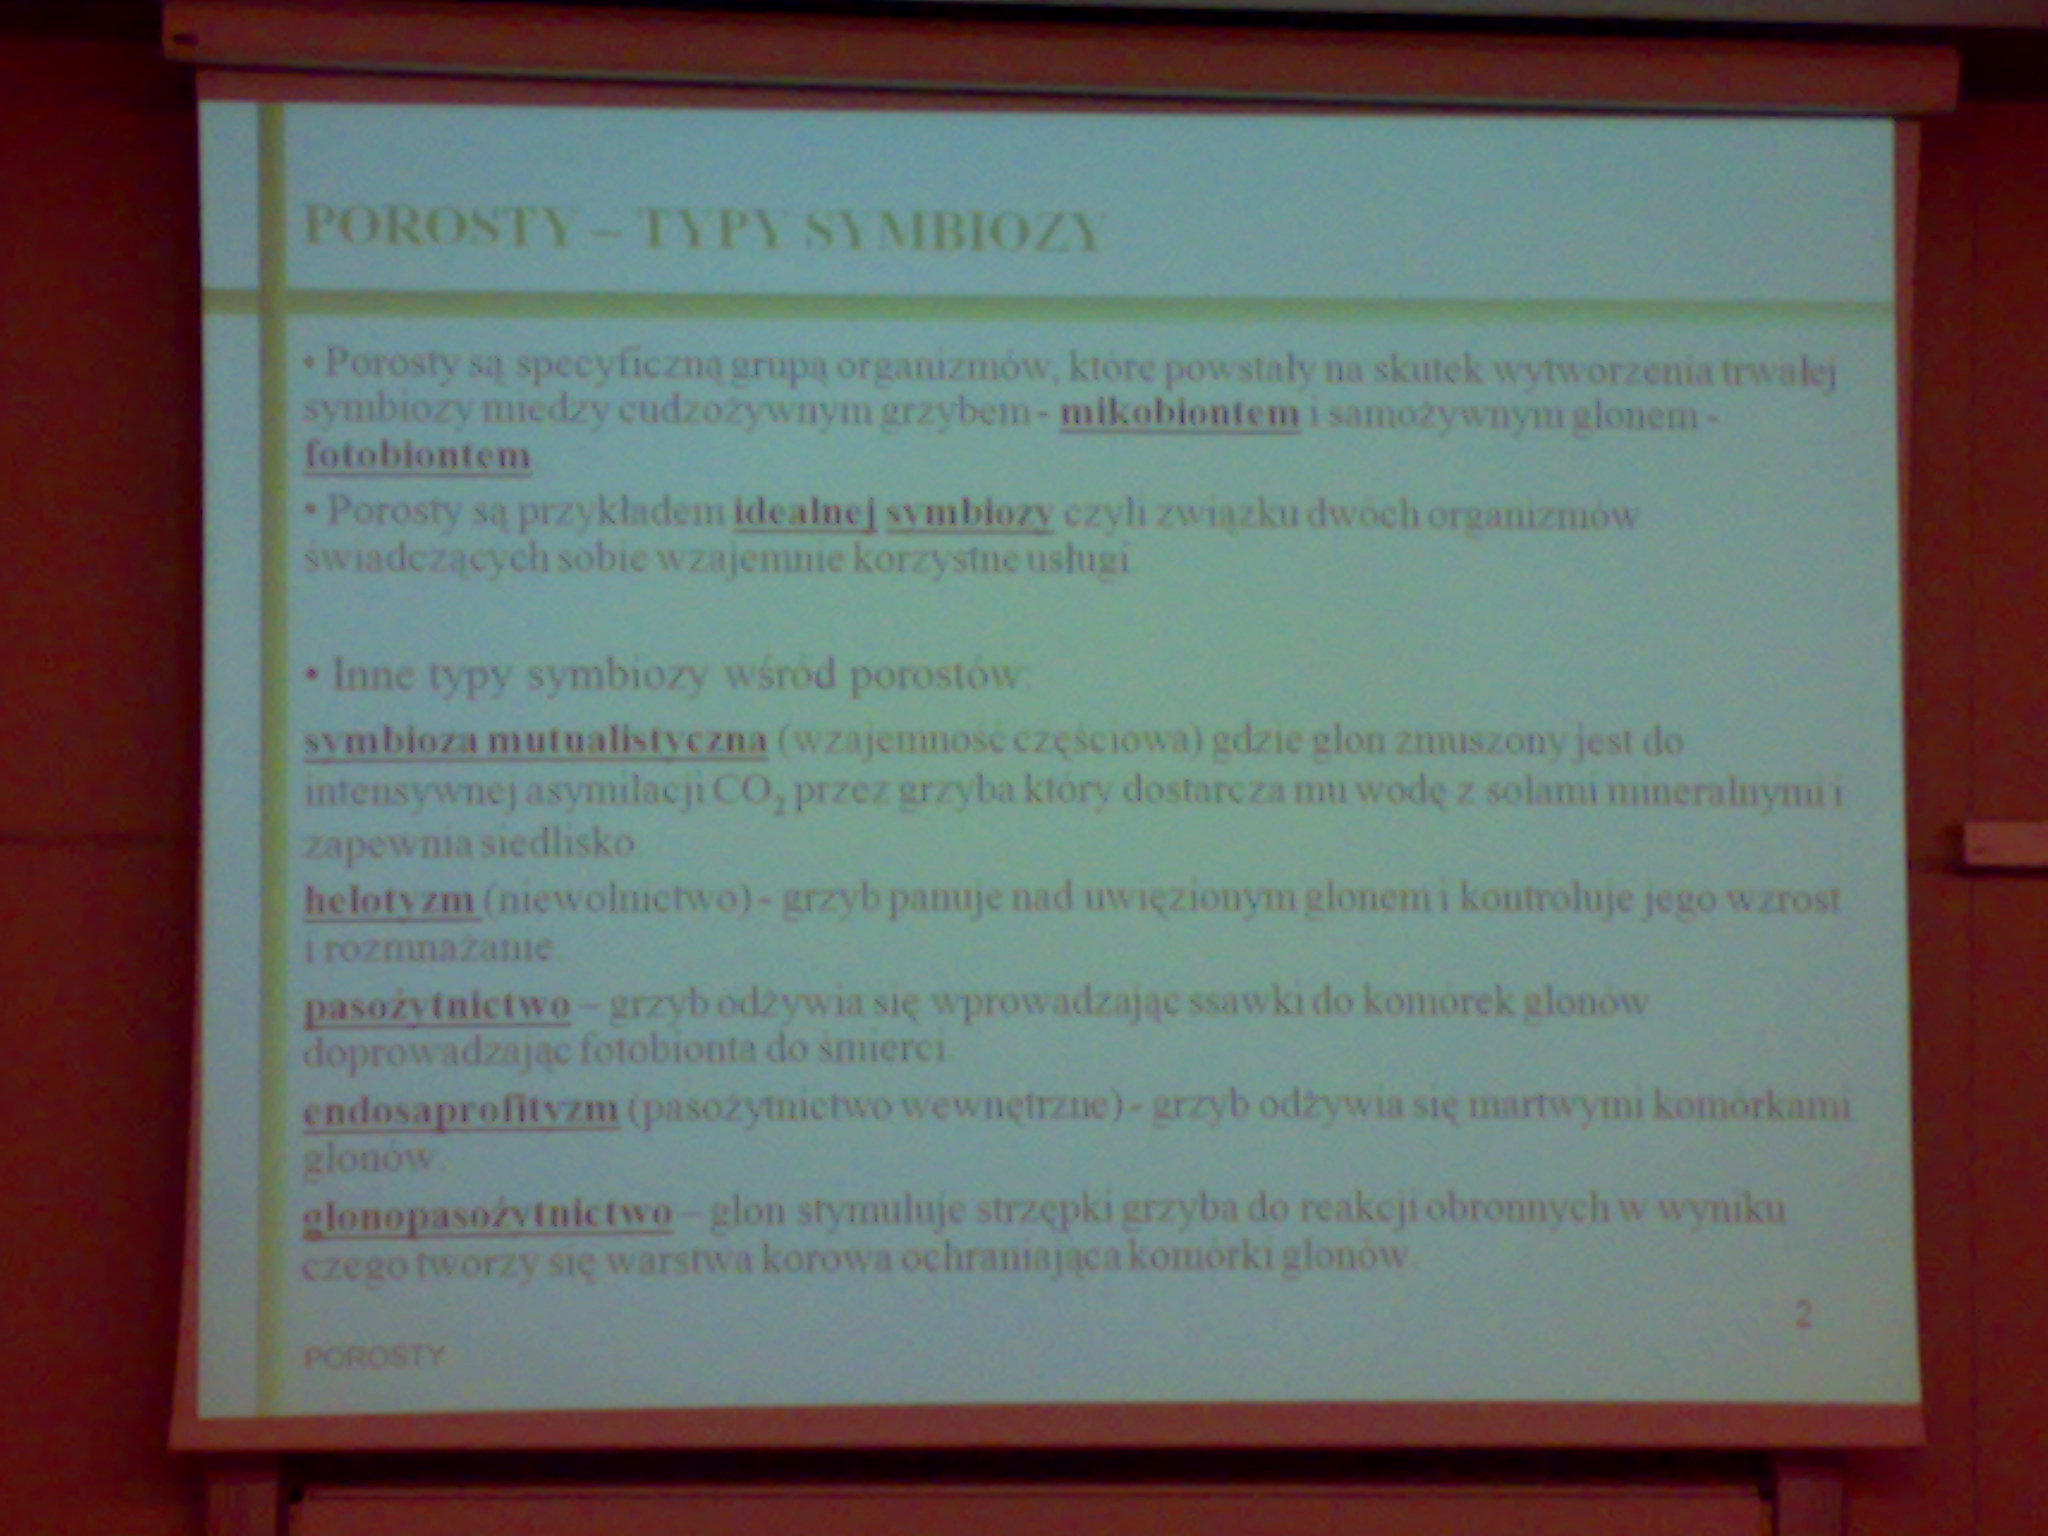 POROSTY – TYPY SYMBIOZY
• Porosty są specyficzną grupą organizmów, które powstały na skutek wytworzenia trwałej
symbiozy miedzy cudzożywnym grzybem - mikobiontem i samożywnym glonem -
fotobiontem
• Porosty są przykładem idealnej symbiozy czyli związku dwóch organizmów
świadczących sobie wzajemnie korzystne usługi
• Inne typy symbiozy wśród porostów:
symbioza mutualistyczna (wzajemność częściowa) gdzie glon zmuszony jest do
intensywnej asymilacji CO₂ przez grzyba który dostarcza mu wodę z solami mineralnymi i
zapewnia siedlisko
helotyzm (niewolnictwo) - grzyb panuje nad uwięzionym glonem i kontroluje jego wzrost
i rozmnażanie.
pasożytnictwo – grzyb odżywia się wprowadzając ssawki do komórek glonów
doprowadzając fotobionta do śmierci.
endosaprofityzm (pasożytnictwo wewnętrzne) - grzyb odżywia się martwymi komórkami
glonów.
glonopasożytnictwo – glon stymuluje strzępki grzyba do reakcji obronnych w wyniku
czego tworzy się warstwa korowa ochraniająca komórki glonów.
2
POROSTY